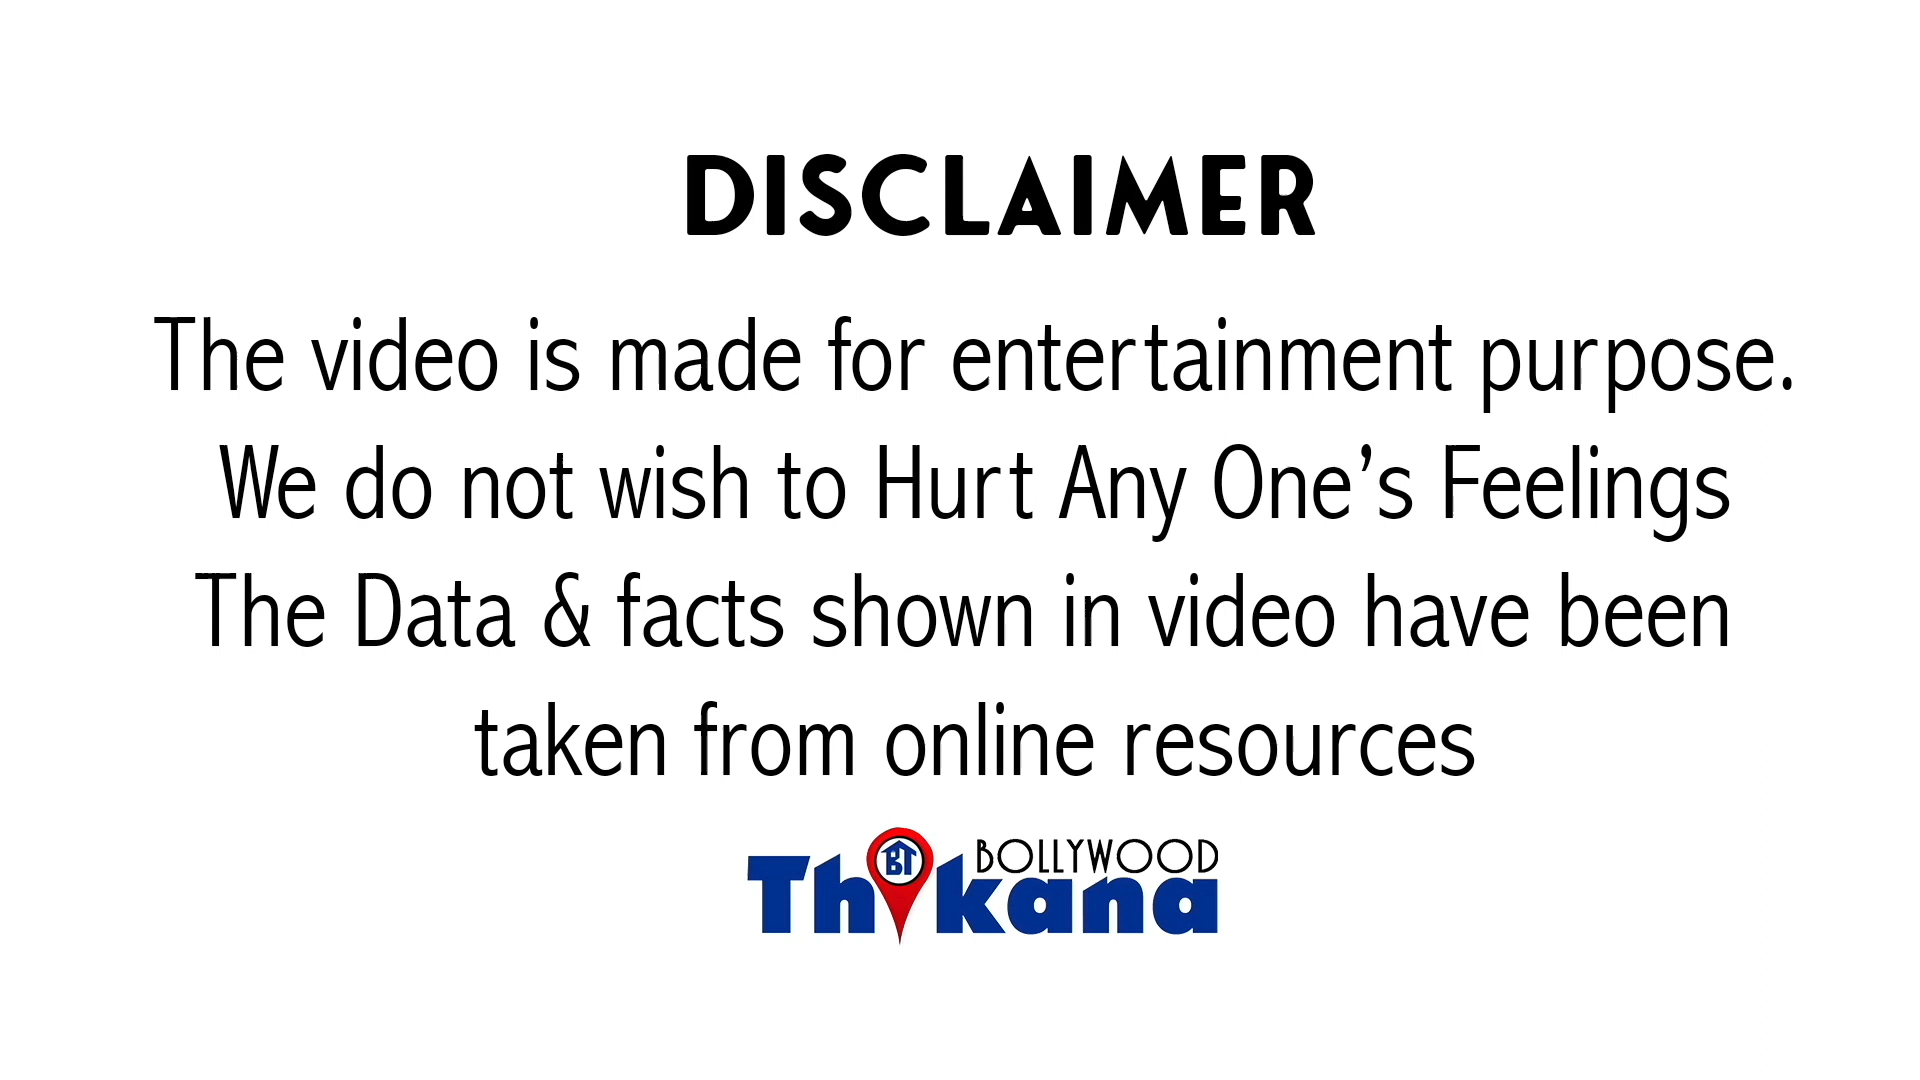 DISCLAIMER
The video is made for entertainment purpose.
We do not wish to Hurt Any One’s Feelings
The Data & facts shown in video have been
taken from online resources
BT BOLLYWOOD
Thikana